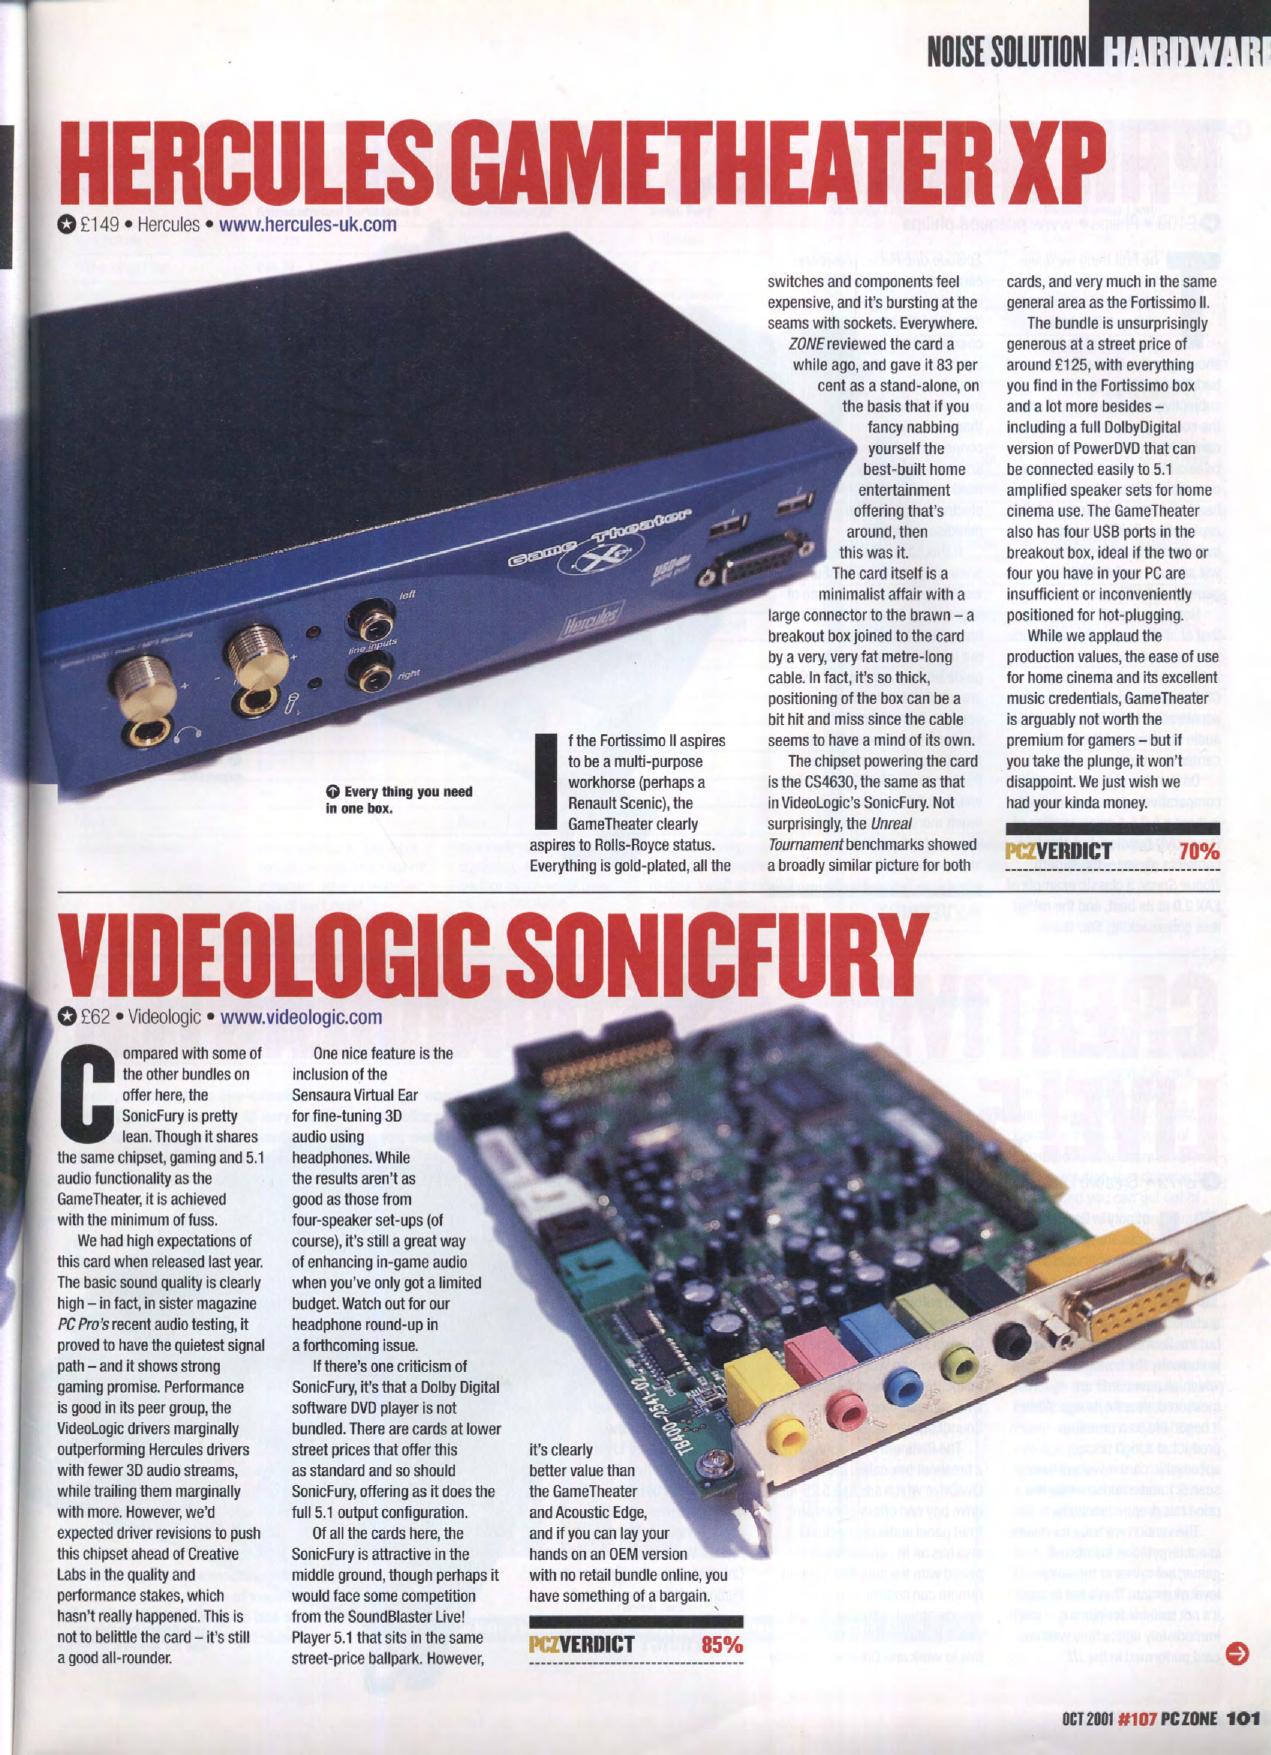 NOISE SOLUTION HARDWARE
HERCULES GAMETHEATER XP
£149 • Hercules • www.hercules-uk.com
Game Theater
XP
Hercules
left
line inputs
right
1
2
Every thing you need
in one box.
If the Fortissimo II aspires
to be a multi-purpose
workhorse (perhaps a
Renault Scenic), the
GameTheater clearly
aspires to Rolls-Royce status.
Everything is gold-plated, all the
switches and components feel
expensive, and it's bursting at the
seams with sockets. Everywhere.
ZONE reviewed the card a
while ago, and gave it 83 per
cent as a stand-alone, on
the basis that if you
fancy nabbing
yourself the
best-built home
entertainment
offering that's
around, then
this was it.
The card itself is a
minimalist affair with a
large connector to the brawn – a
breakout box joined to the card
by a very, very fat metre-long
cable. In fact, it's so thick,
positioning of the box can be a
bit hit and miss since the cable
seems to have a mind of its own.
The chipset powering the card
is the CS4630, the same as that
in VideoLogic's SonicFury. Not
surprisingly, the Unreal
Tournament benchmarks showed
a broadly similar picture for both
cards, and very much in the same
general area as the Fortissimo II.
The bundle is unsurprisingly
generous at a street price of
around £125, with everything
you find in the Fortissimo box
and a lot more besides –
including a full DolbyDigital
version of PowerDVD that can
be connected easily to 5.1
amplified speaker sets for home
cinema use. The GameTheater
also has four USB ports in the
breakout box, ideal if the two or
four you have in your PC are
insufficient or inconveniently
positioned for hot-plugging.
While we applaud the
production values, the ease of use
for home cinema and its excellent
music credentials, GameTheater
is arguably not worth the
premium for gamers – but if
you take the plunge, it won't
disappoint. We just wish we
had your kinda money.
PCZVERDICT 70%
VIDEOLOGIC SONICFURY
£62 • Videologic • www.videologic.com
Compared with some of
the other bundles on
offer here, the
SonicFury is pretty
lean. Though it shares
the same chipset, gaming and 5.1
audio functionality as the
GameTheater, it is achieved
with the minimum of fuss.
We had high expectations of
this card when released last year.
The basic sound quality is clearly
high – in fact, in sister magazine
PC Pro's recent audio testing, it
proved to have the quietest signal
path – and it shows strong
gaming promise. Performance
is good in its peer group, the
VideoLogic drivers marginally
outperforming Hercules drivers
with fewer 3D audio streams,
while trailing them marginally
with more. However, we'd
expected driver revisions to push
this chipset ahead of Creative
Labs in the quality and
performance stakes, which
hasn't really happened. This is
not to belittle the card – it's still
a good all-rounder.
One nice feature is the
inclusion of the
Sensaura Virtual Ear
for fine-tuning 3D
audio using
headphones. While
the results aren't as
good as those from
four-speaker set-ups (of
course), it's still a great way
of enhancing in-game audio
when you've only got a limited
budget. Watch out for our
headphone round-up in
a forthcoming issue.
If there's one criticism of
SonicFury, it's that a Dolby Digital
software DVD player is not
bundled. There are cards at lower
street prices that offer this
as standard and so should
SonicFury, offering as it does the
full 5.1 output configuration.
Of all the cards here, the
SonicFury is attractive in the
middle ground, though perhaps it
would face some competition
from the SoundBlaster Live!
Player 5.1 that sits in the same
street-price ballpark. However,
it's clearly
better value than
the GameTheater
and Acoustic Edge,
and if you can lay your
hands on an OEM version
with no retail bundle online, you
have something of a bargain.
TB400-2541-02
PCZVERDICT 85%
OCT 2001 #107 PC ZONE 101